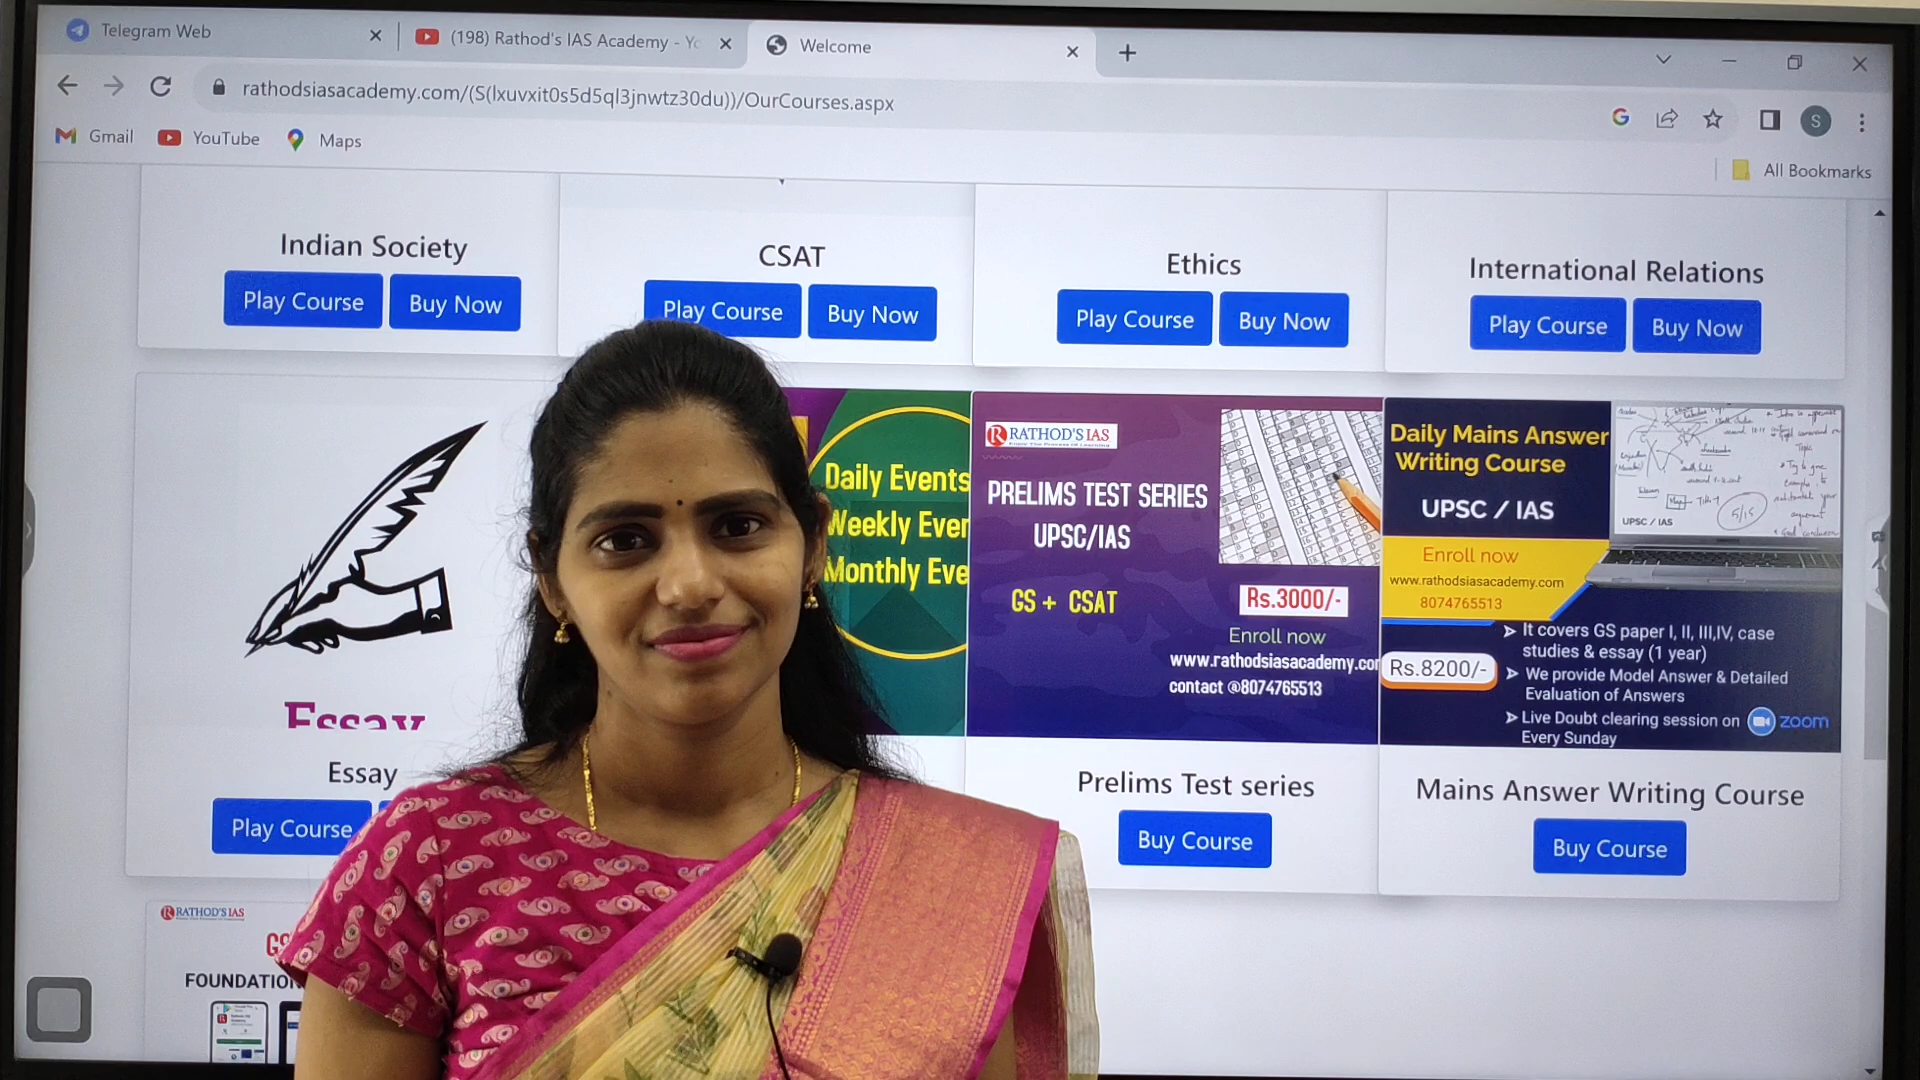 Telegram Web
(198) Rathod's IAS Academy - Yo
Welcome
rathodsiasacademy.com/(S(lxuvxit0s5d5ql3jnwtz30du))/OurCourses.aspx
S
Gmail
YouTube
Maps
All Bookmarks
Indian Society
Play Course
Buy Now
CSAT
Play Course
Buy Now
Ethics
Play Course
Buy Now
International Relations
Play Course
Buy Now
Essay
Essay
Play Course
Daily Events
Weekly Even
Monthly Eve
RATHOD'S IAS
PRELIMS TEST SERIES
UPSC/IAS
GS + CSAT
Rs.3000/-
Enroll now
www.rathodsiasacademy.com
contact @8074765513
Prelims Test series
Buy Course
Daily Mains Answer
Writing Course
UPSC / IAS
UPSC / IAS
Enroll now
www.rathodsiasacademy.com
8074765513
Rs.8200/-
It covers GS paper I, II, III,IV, case
studies & essay (1 year)
We provide Model Answer & Detailed
Evaluation of Answers
Live Doubt clearing session on zoom
Every Sunday
Mains Answer Writing Course
Buy Course
RATHOD'S IAS
GS
FOUNDATION